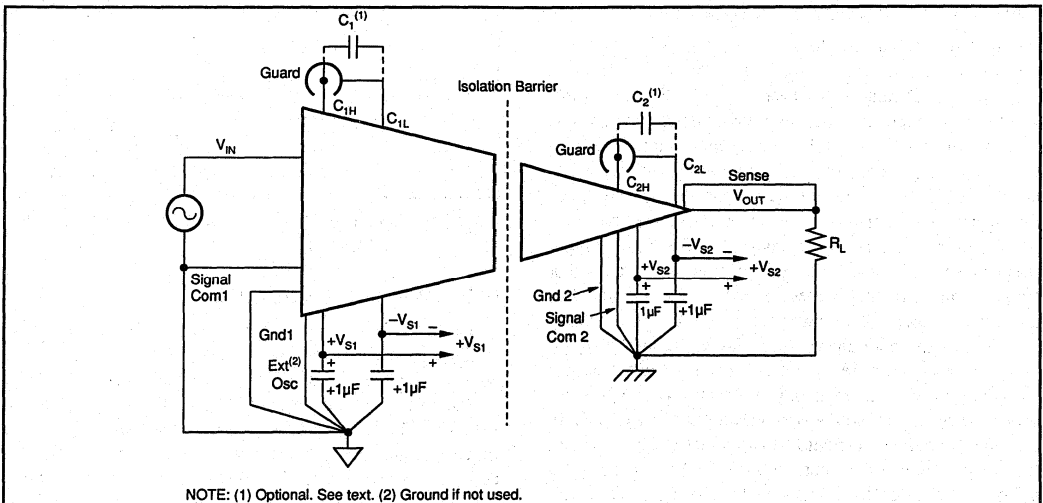 C1(1)
Guard
C1H
C1L
Isolation Barrier
C2(1)
Guard
C2H
C2L
Sense
VOUT
VIN
RL
Signal
Com1
−VS2 −
+VS2
+VS2
+ +
Gnd 2
1µF
+1µF
Signal
Com 2
Gnd1
−VS1 −
+VS1
+VS1
+ +
Ext(2)
Osc
+1µF
+1µF
NOTE: (1) Optional. See text. (2) Ground if not used.